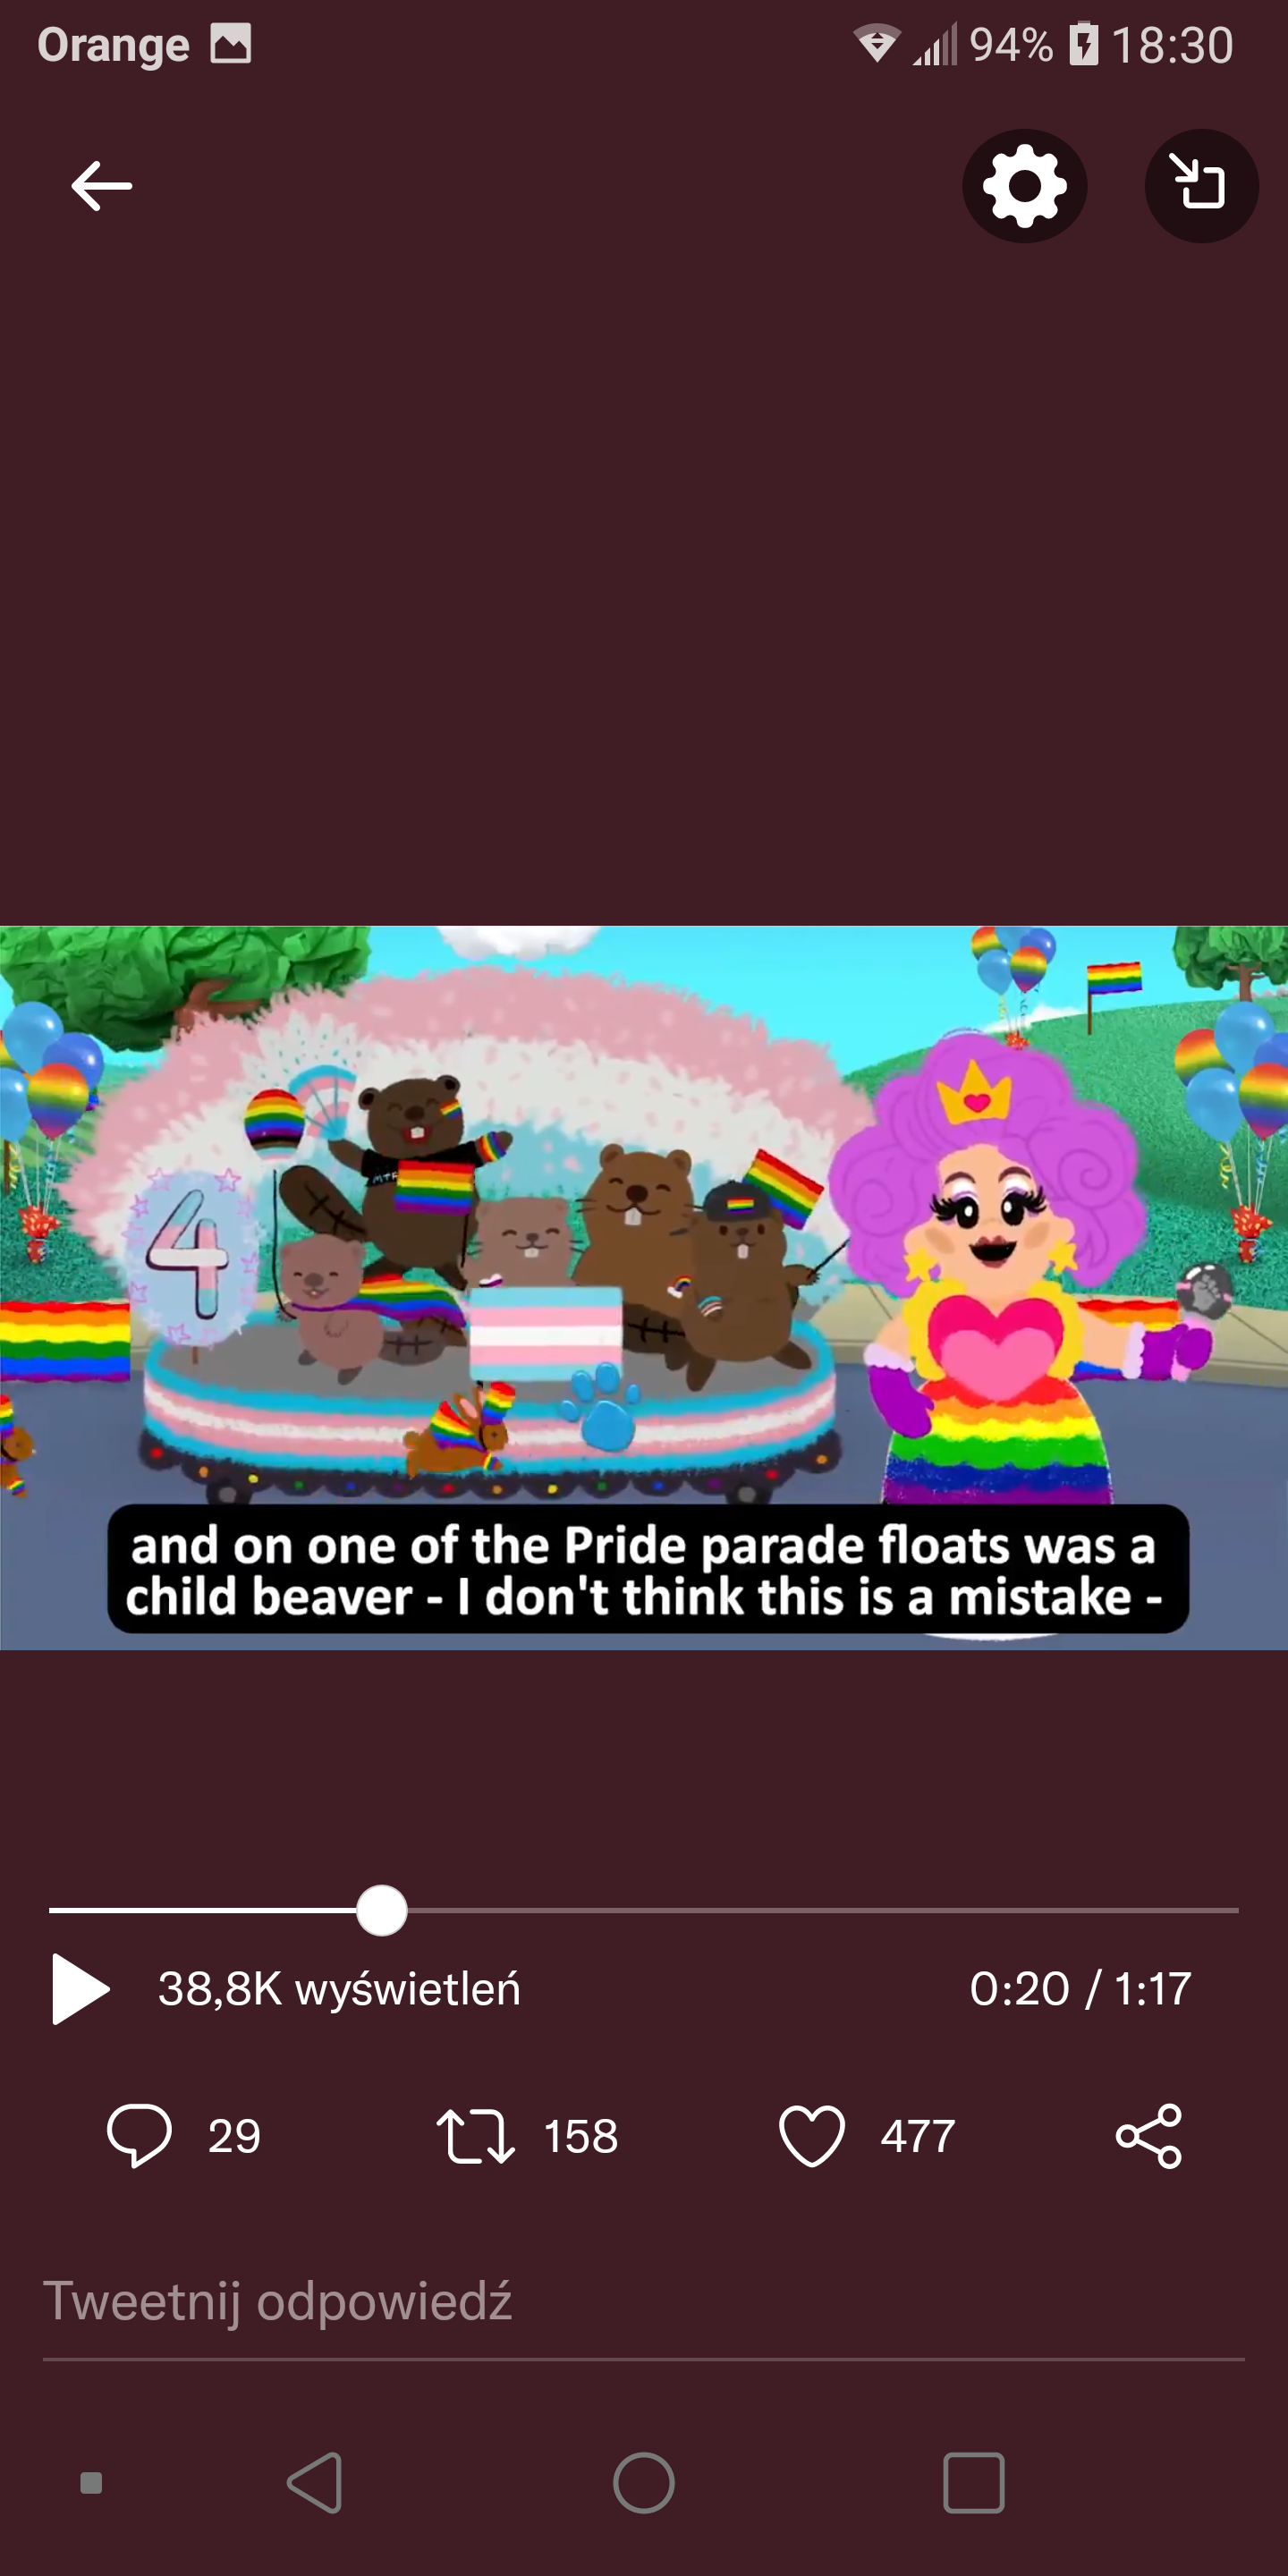 Orange 94% 18:30
4
MTF
and on one of the Pride parade floats was a
child beaver - I don't think this is a mistake -
38,8K wyświetleń 0:20 / 1:17
29 158 477
Tweetnij odpowiedź